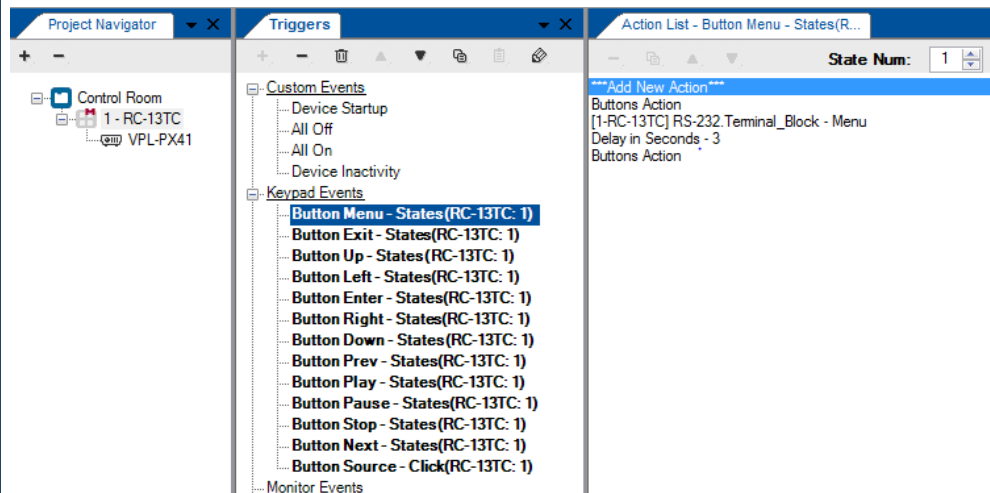 Project Navigator
Control Room
1 - RC-13TC
VPL-PX41
Triggers
Custom Events
Device Startup
All Off
All On
Device Inactivity
Keypad Events
Button Menu - States(RC-13TC: 1)
Button Exit - States(RC-13TC: 1)
Button Up - States(RC-13TC: 1)
Button Left - States(RC-13TC: 1)
Button Enter - States(RC-13TC: 1)
Button Right - States(RC-13TC: 1)
Button Down - States(RC-13TC: 1)
Button Prev - States(RC-13TC: 1)
Button Play - States(RC-13TC: 1)
Button Pause - States(RC-13TC: 1)
Button Stop - States(RC-13TC: 1)
Button Next - States(RC-13TC: 1)
Button Source - Click(RC-13TC: 1)
Monitor Events
Action List - Button Menu - States(R...
State Num: 1
***Add New Action***
Buttons Action
[1-RC-13TC] RS-232.Teminal_Block - Menu
Delay in Seconds - 3
Buttons Action